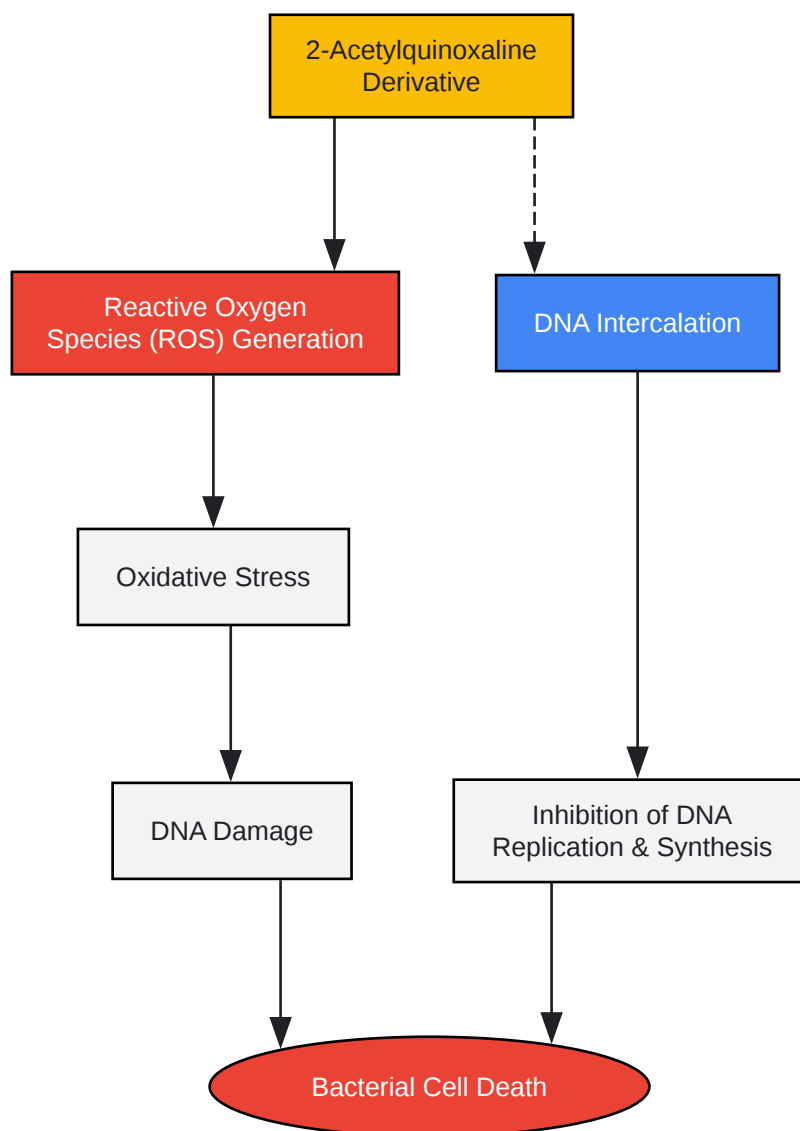 2-Acetylquinoxaline
Derivative
Reactive Oxygen
Species (ROS) Generation
DNA Intercalation
Oxidative Stress
DNA Damage
Inhibition of DNA
Replication & Synthesis
Bacterial Cell Death